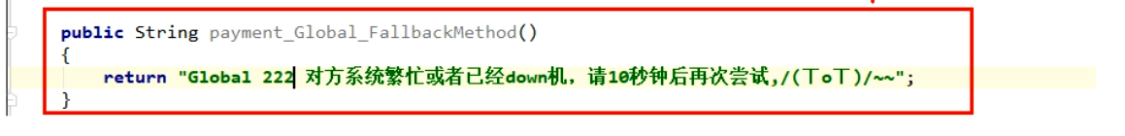 public String payment_Global_FallbackMethod()
{
return "Global 222 对方系统繁忙或者已经down机，请10秒钟后再次尝试,/(ㄒoㄒ)/~~";
}